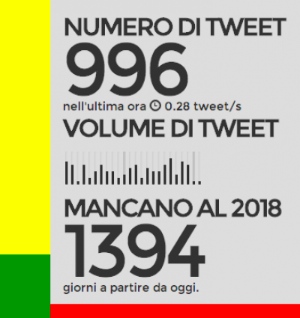 NUMERO DI TWEET
996
nell'ultima ora 0.28 tweet/s
VOLUME DI TWEET
MANCANO AL 2018
1394
giorni a partire da oggi.